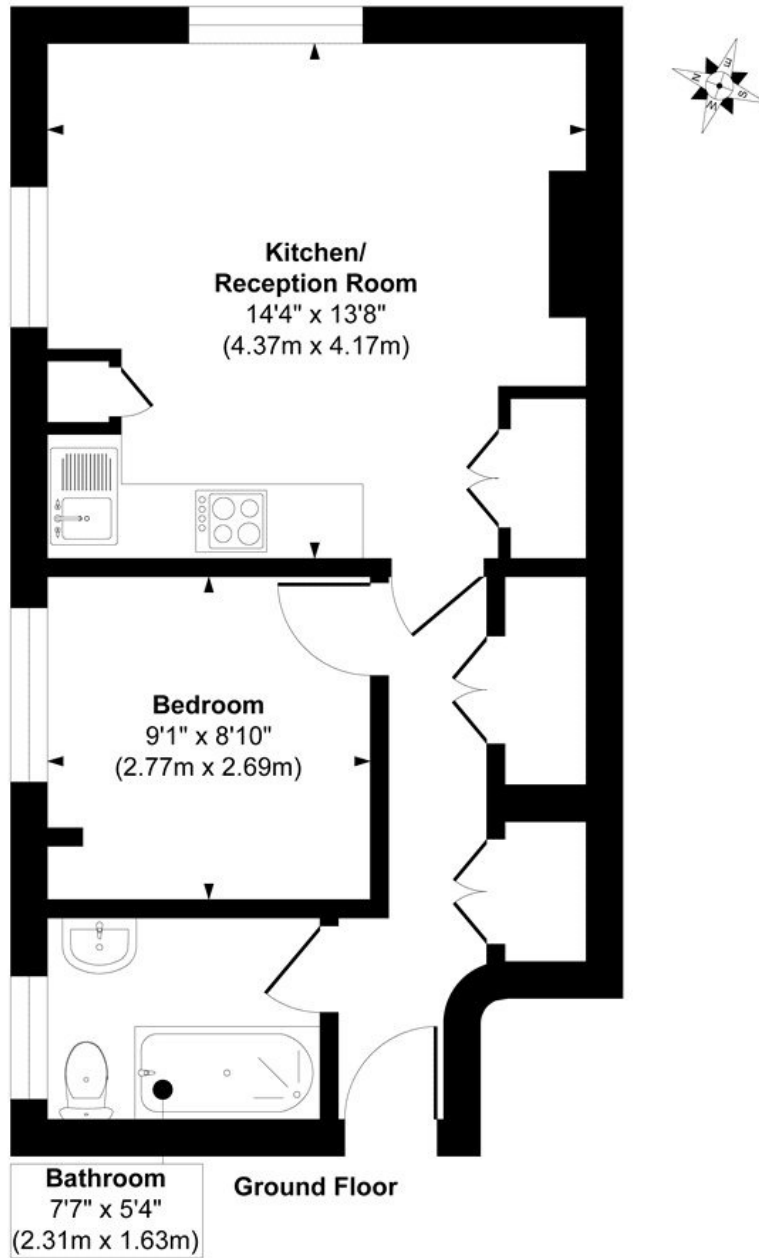 N
E
S
W
Kitchen/
Reception Room
14'4" x 13'8"
(4.37m x 4.17m)
Bedroom
9'1" x 8'10"
(2.77m x 2.69m)
Bathroom
7'7" x 5'4"
(2.31m x 1.63m)
Ground Floor